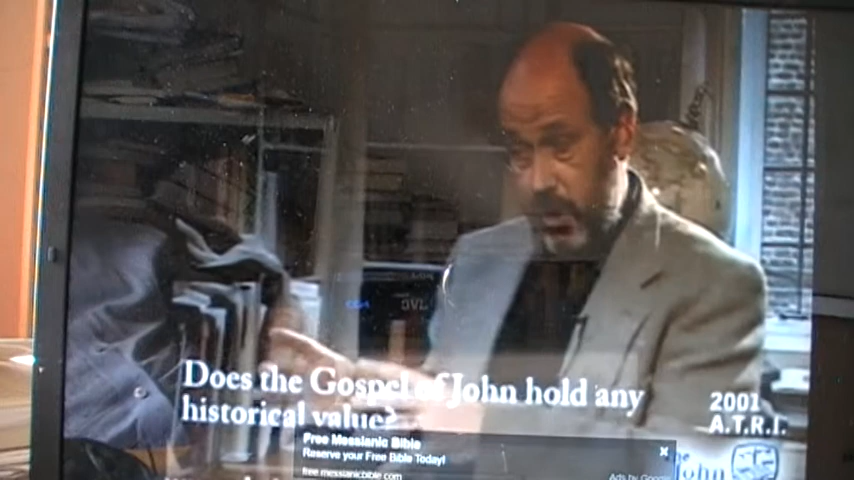 Does the Gospel of John hold any
historical value?
2001
A.T.R.I.
Free Messianic Bible
Reserve your Free Bible Today!
free.messianicbible.com
Ads by Google
John